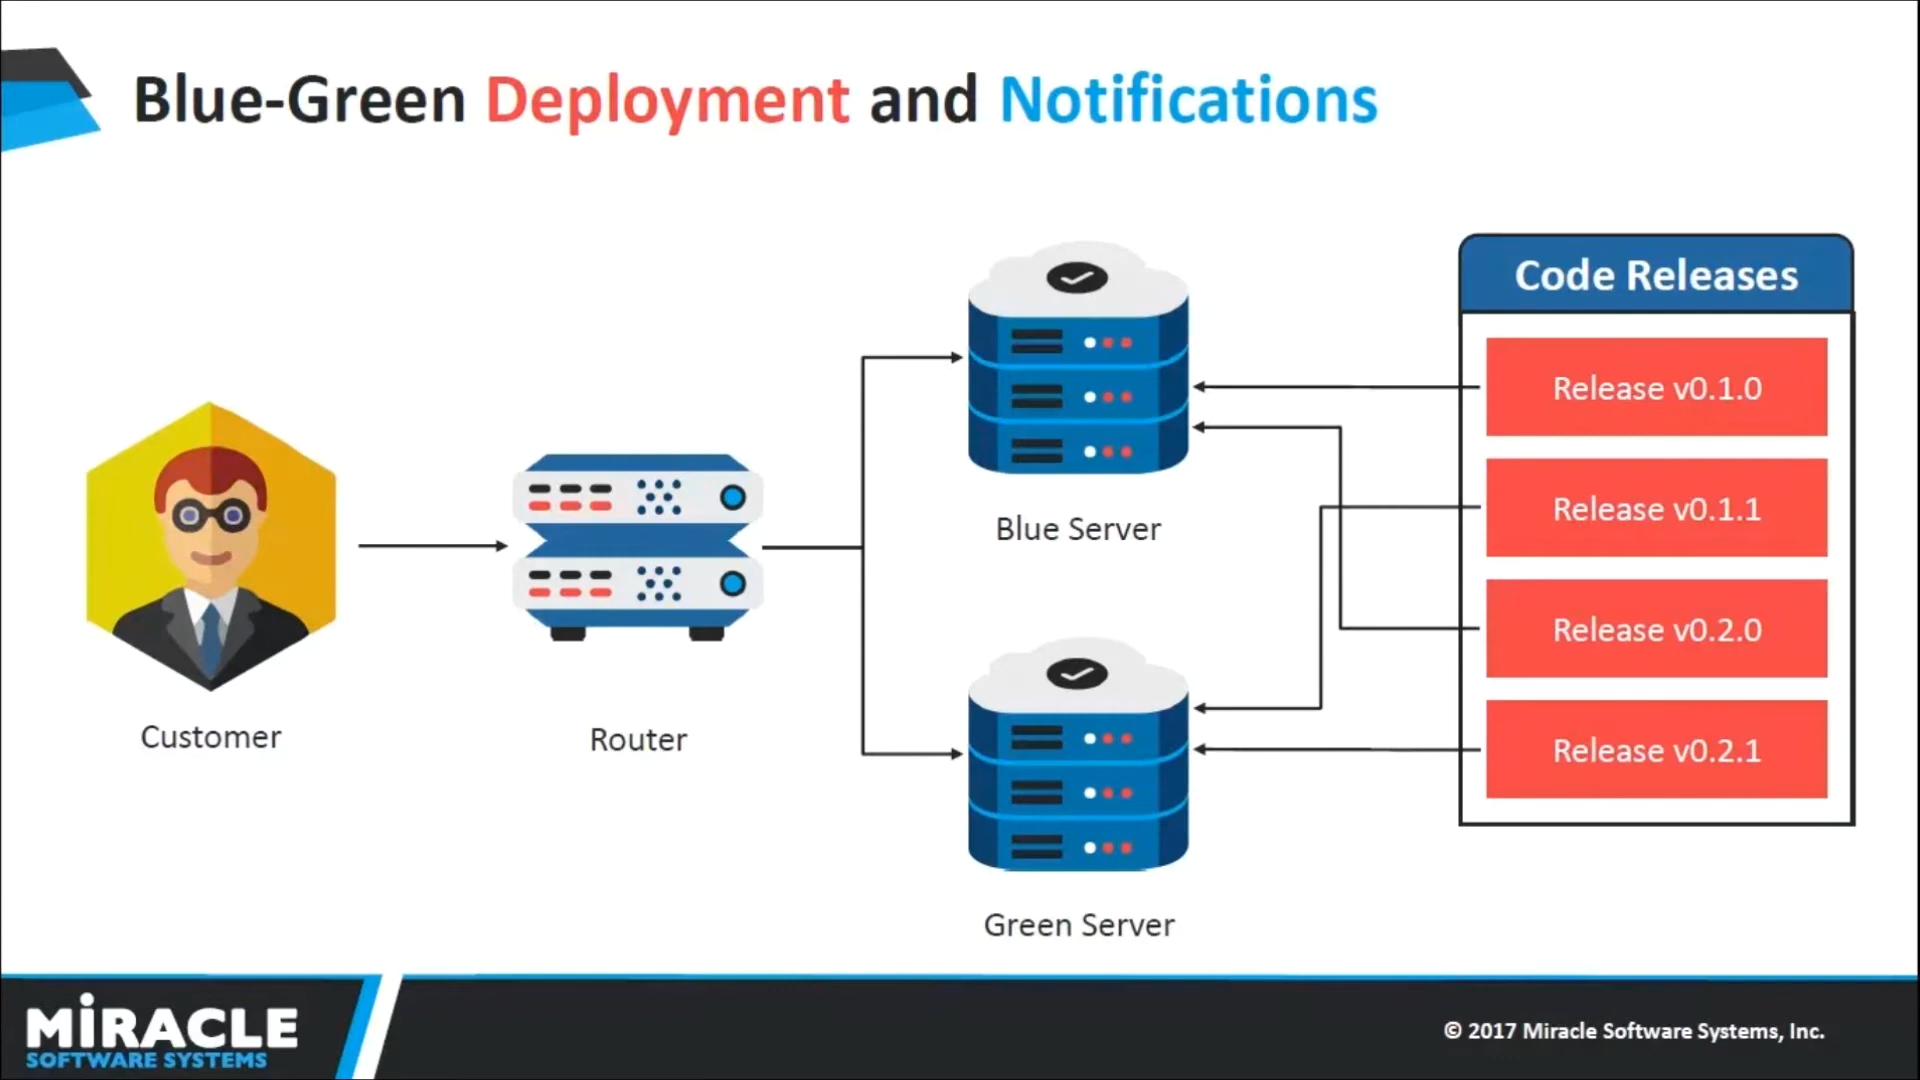 Blue-Green Deployment and Notifications
Code Releases
Release v0.1.0
Release v0.1.1
Release v0.2.0
Release v0.2.1
Blue Server
Customer
Router
Green Server
MiRACLE
SOFTWARE SYSTEMS
© 2017 Miracle Software Systems, Inc.